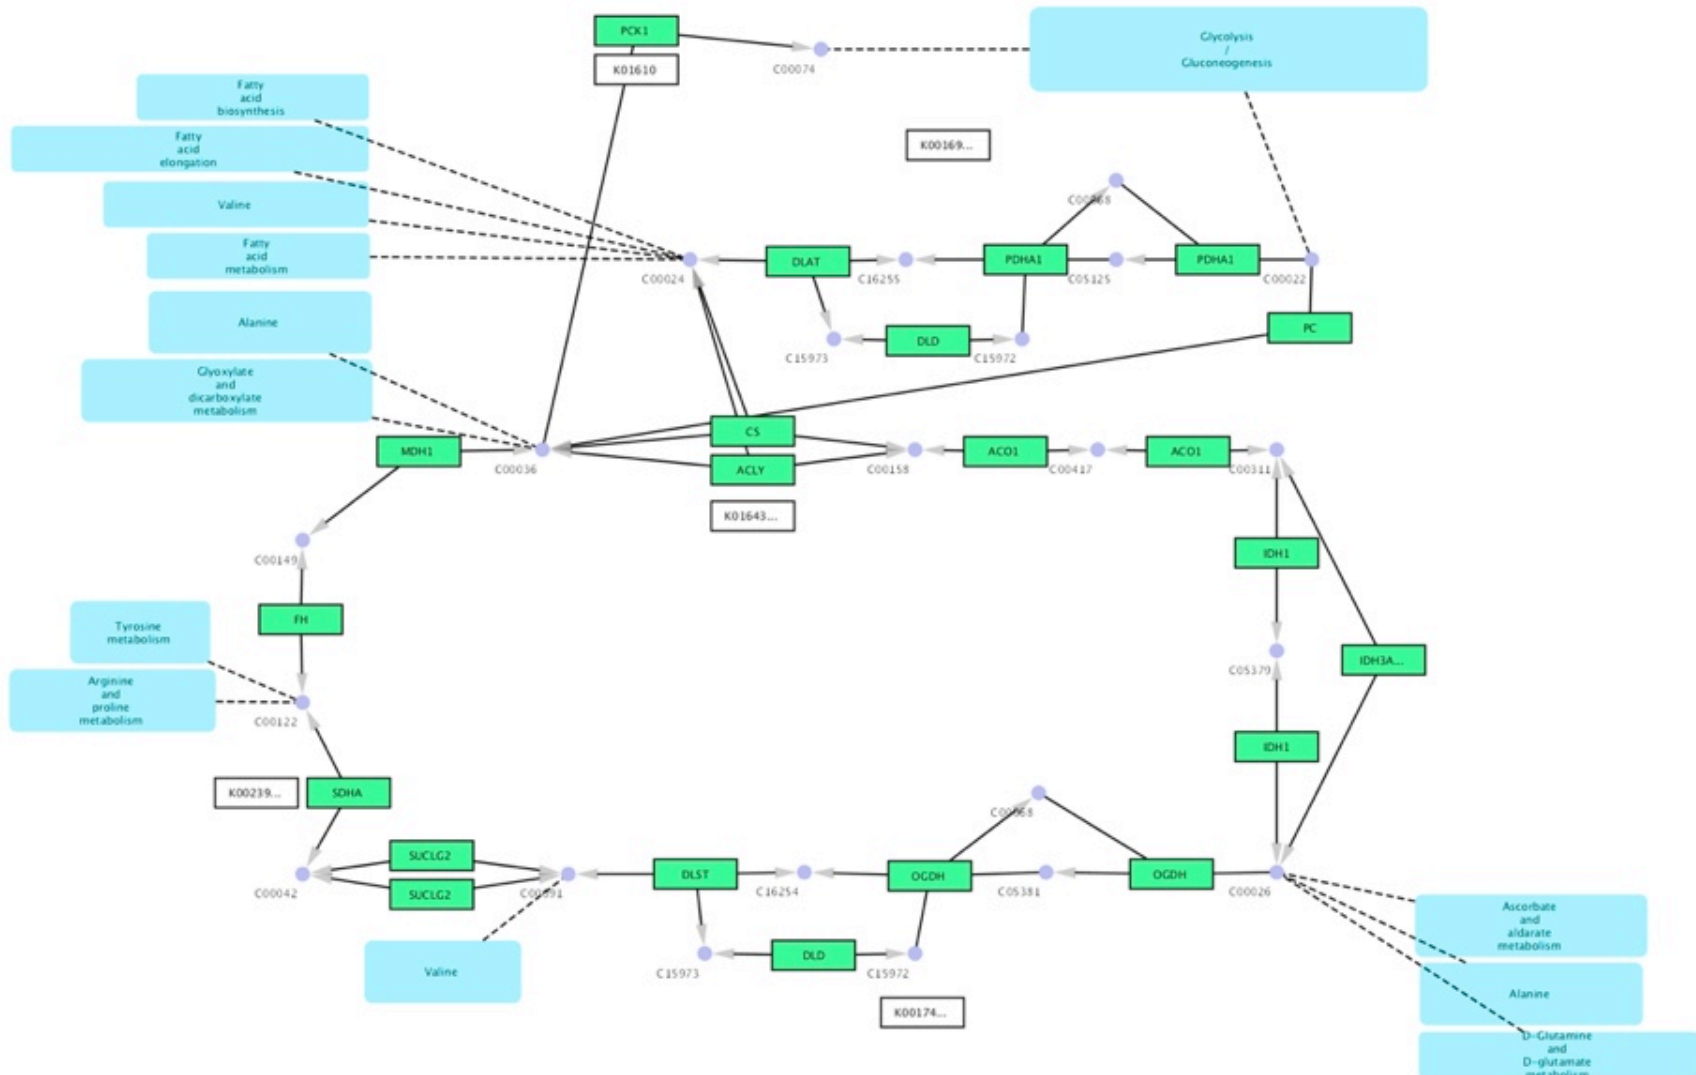 PCK1
K01610
C00074
Glycolysis
/
Gluconeogenesis
Fatty
acid
biosynthesis
Fatty
acid
elongation
Valine
Fatty
acid
metabolism
Alanine
Glyoxylate
and
dicarboxylate
metabolism
K00169...
C00068
C00024
DLAT
C16255
PDHA1
C05125
PDHA1
C00022
C15973
DLD
C15972
PC
MDH1
C00036
CS
ACLY
K01643...
C00158
ACO1
C00417
ACO1
C00311
C00149
FH
IDH1
C05379
IDH3A...
IDH1
Tyrosine
metabolism
Arginine
and
proline
metabolism
C00122
K00239...
SDHA
C00042
SUCLG2
SUCLG2
C00091
Valine
DLST
C16254
C00068
OGDH
C05381
OGDH
C00026
C15973
DLD
C15972
K00174...
Ascorbate
and
aldarate
metabolism
Alanine
D-Glutamine
and
D-glutamate
metabolism